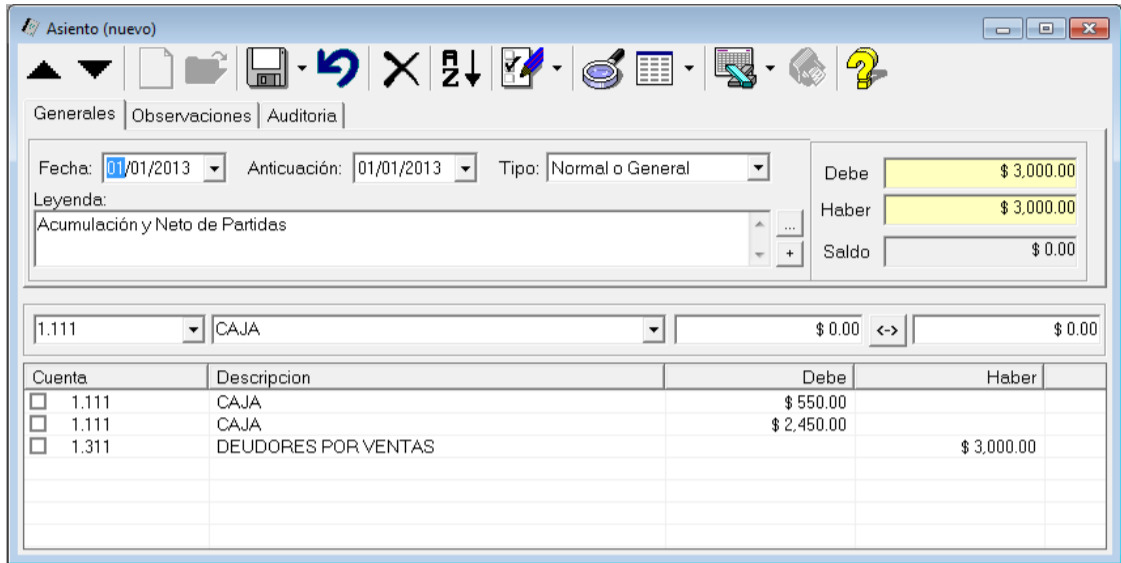 Asiento (nuevo)
Generales Observaciones Auditoria
Fecha: 01/01/2013 Anticuación: 01/01/2013 Tipo: Normal o General
Leyenda:
Acumulación y Neto de Partidas
...
+
Debe $ 3,000.00
Haber $ 3,000.00
Saldo $ 0.00
1.111 CAJA $ 0.00 <-> $ 0.00
Cuenta Descripcion Debe Haber
1.111 CAJA $ 550.00
1.111 CAJA $ 2,450.00
1.311 DEUDORES POR VENTAS $ 3,000.00